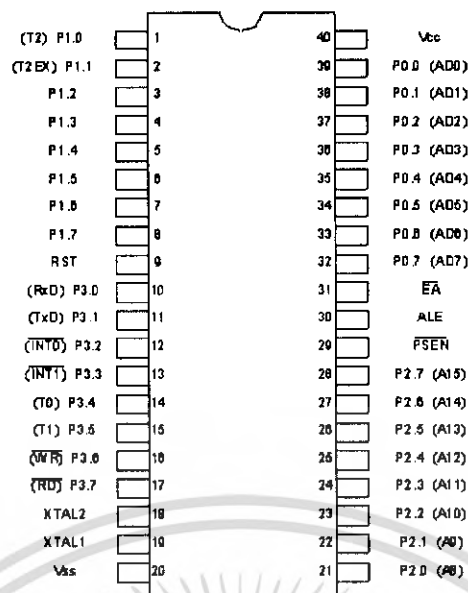 (T2) P1.0 1 40 Vcc
(T2EX) P1.1 2 39 P0.0 (AD0)
P1.2 3 38 P0.1 (AD1)
P1.3 4 37 P0.2 (AD2)
P1.4 5 36 P0.3 (AD3)
P1.5 6 35 P0.4 (AD4)
P1.6 7 34 P0.5 (AD5)
P1.7 8 33 P0.6 (AD6)
RST 9 32 P0.7 (AD7)
(RxD) P3.0 10 31 EA
(TxD) P3.1 11 30 ALE
(INT0) P3.2 12 29 PSEN
(INT1) P3.3 13 28 P2.7 (A15)
(T0) P3.4 14 27 P2.6 (A14)
(T1) P3.5 15 26 P2.5 (A13)
(WR) P3.6 16 25 P2.4 (A12)
(RD) P3.7 17 24 P2.3 (A11)
XTAL2 18 23 P2.2 (A10)
XTAL1 19 22 P2.1 (A9)
Vss 20 21 P2.0 (A8)